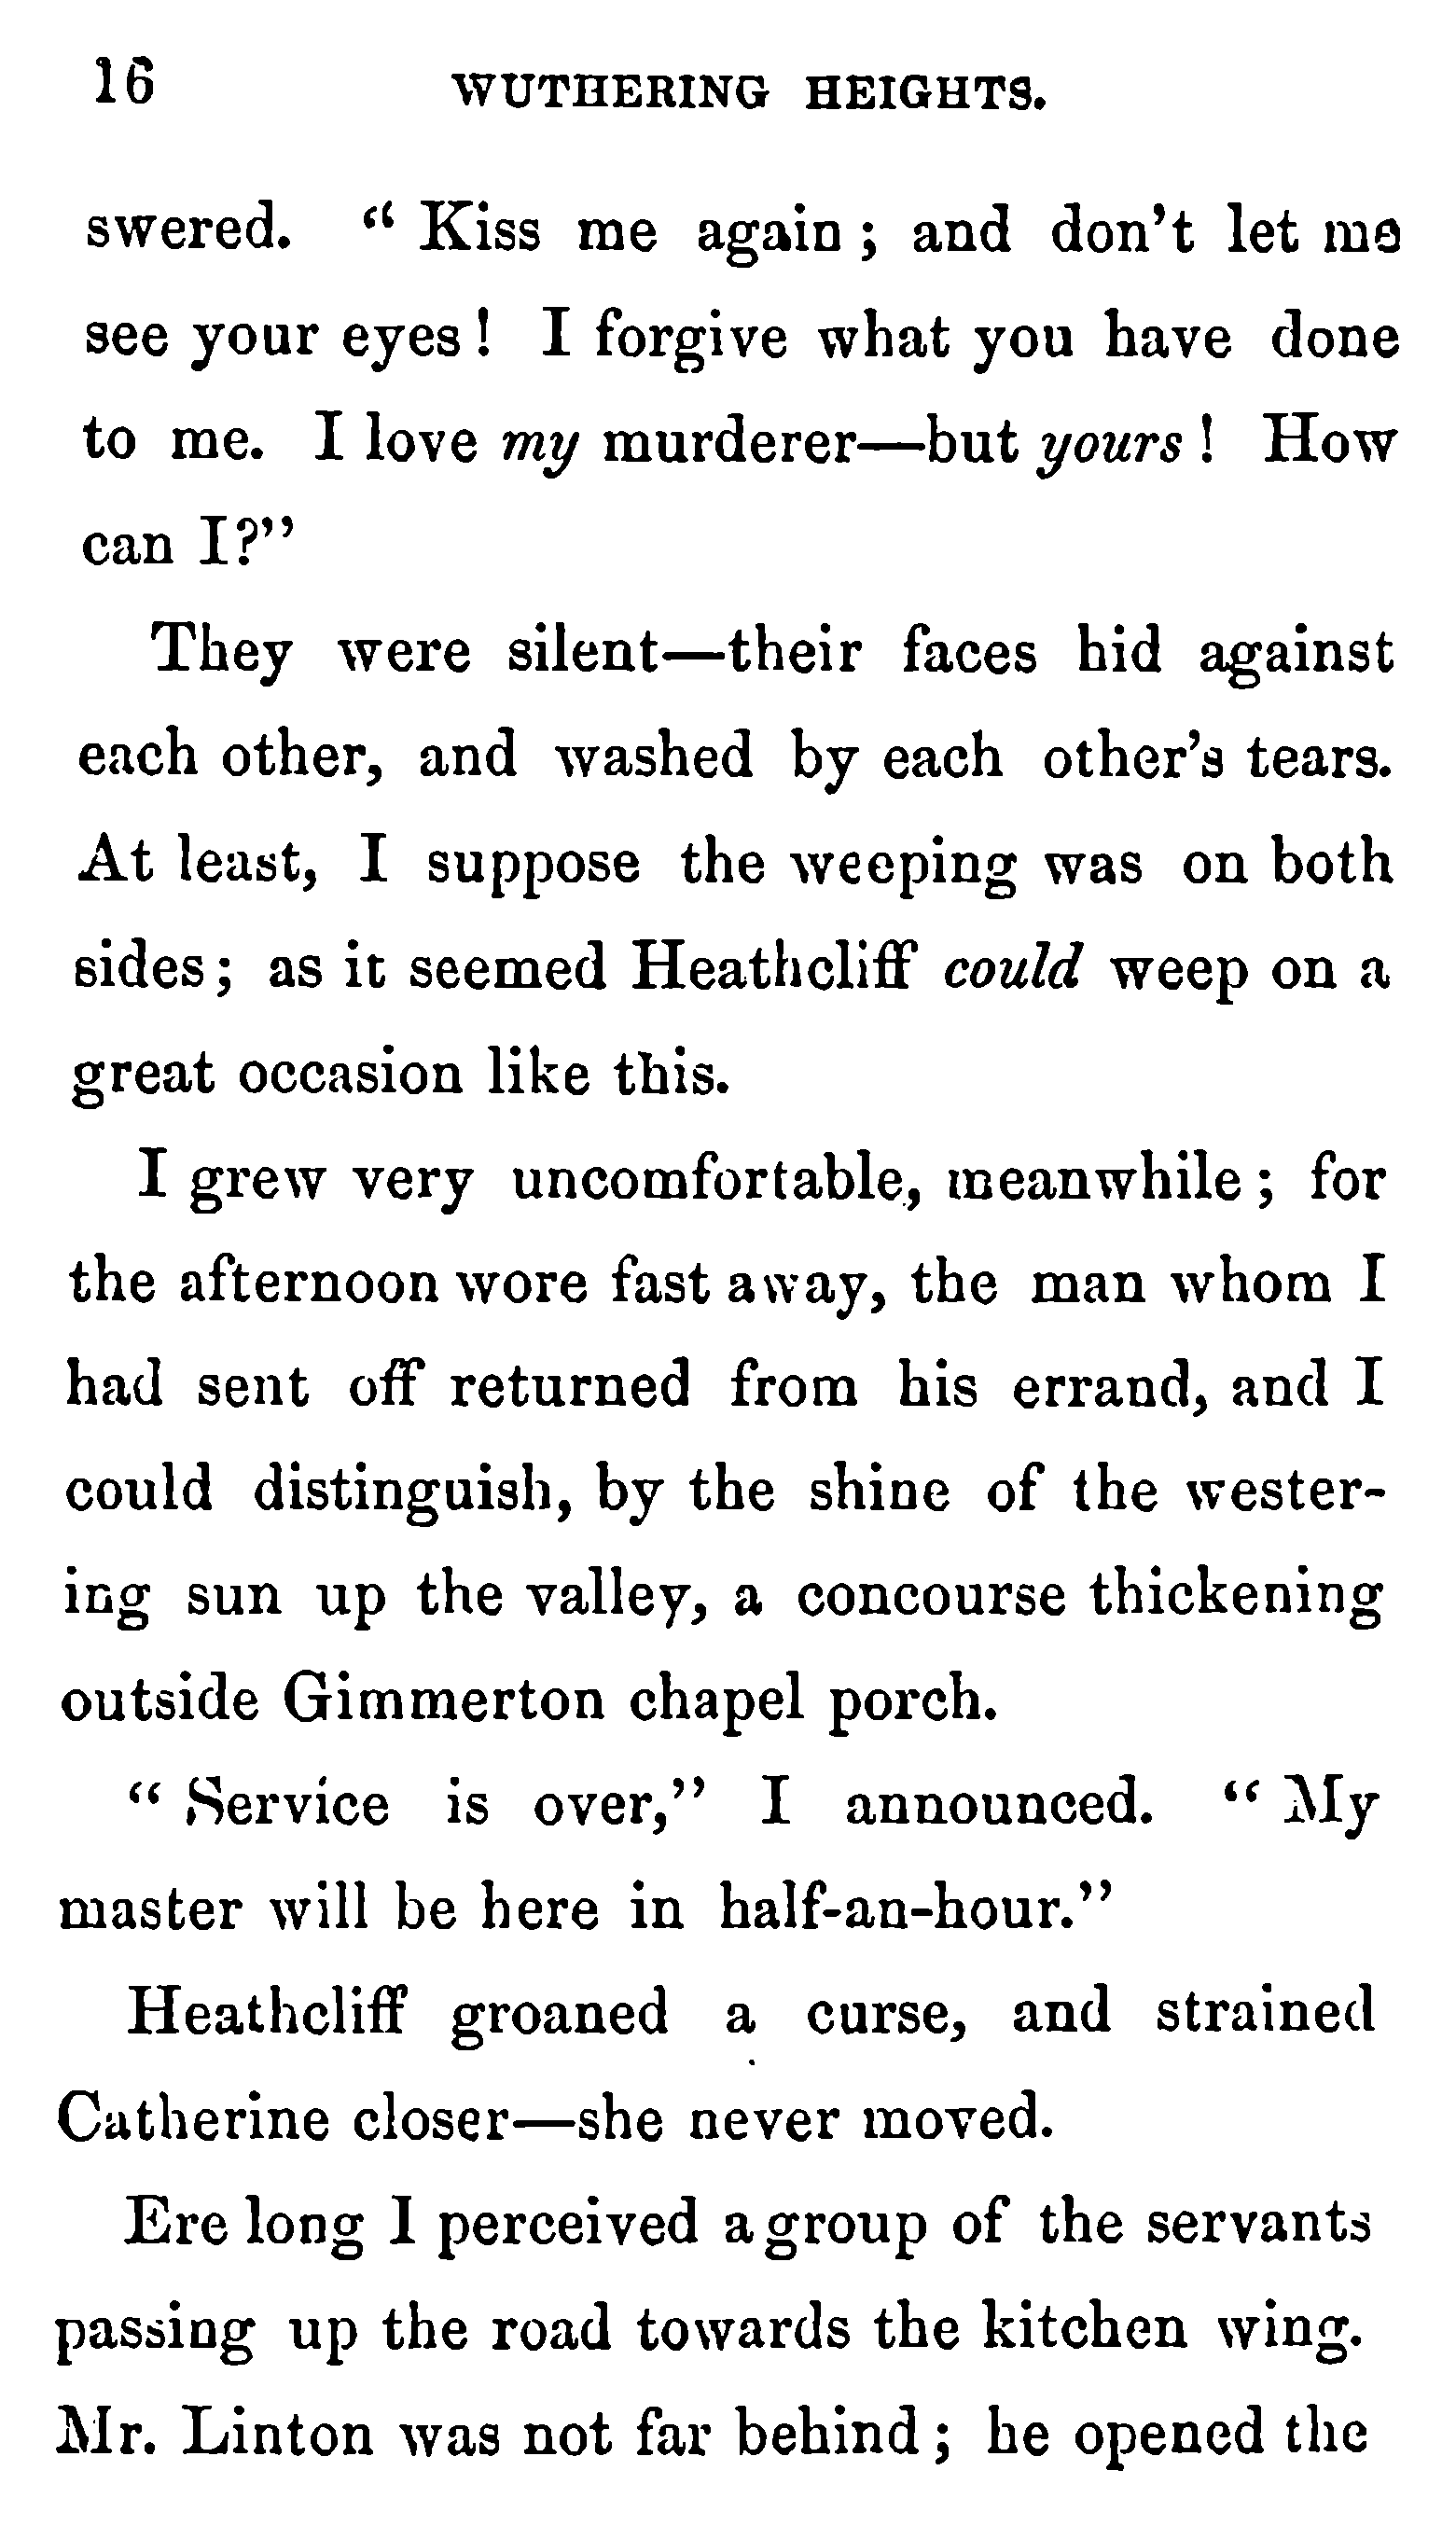 16 WUTHERING HEIGHTS.
swered. “ Kiss me again ; and don’t let me
see your eyes ! I forgive what you have done
to me. I love my murderer—but yours ! How
can I?”
They were silent—their faces hid against
each other, and washed by each other’s tears.
At least, I suppose the weeping was on both
sides ; as it seemed Heathcliff could weep on a
great occasion like this.
I grew very uncomfortable, meanwhile ; for
the afternoon wore fast away, the man whom I
had sent off returned from his errand, and I
could distinguish, by the shine of the wester-
ing sun up the valley, a concourse thickening
outside Gimmerton chapel porch.
“ Service is over,” I announced. “ My
master will be here in half-an-hour.”
Heathcliff groaned a curse, and strained
Catherine closer—she never moved.
Ere long I perceived a group of the servants
passing up the road towards the kitchen wing.
Mr. Linton was not far behind ; he opened the